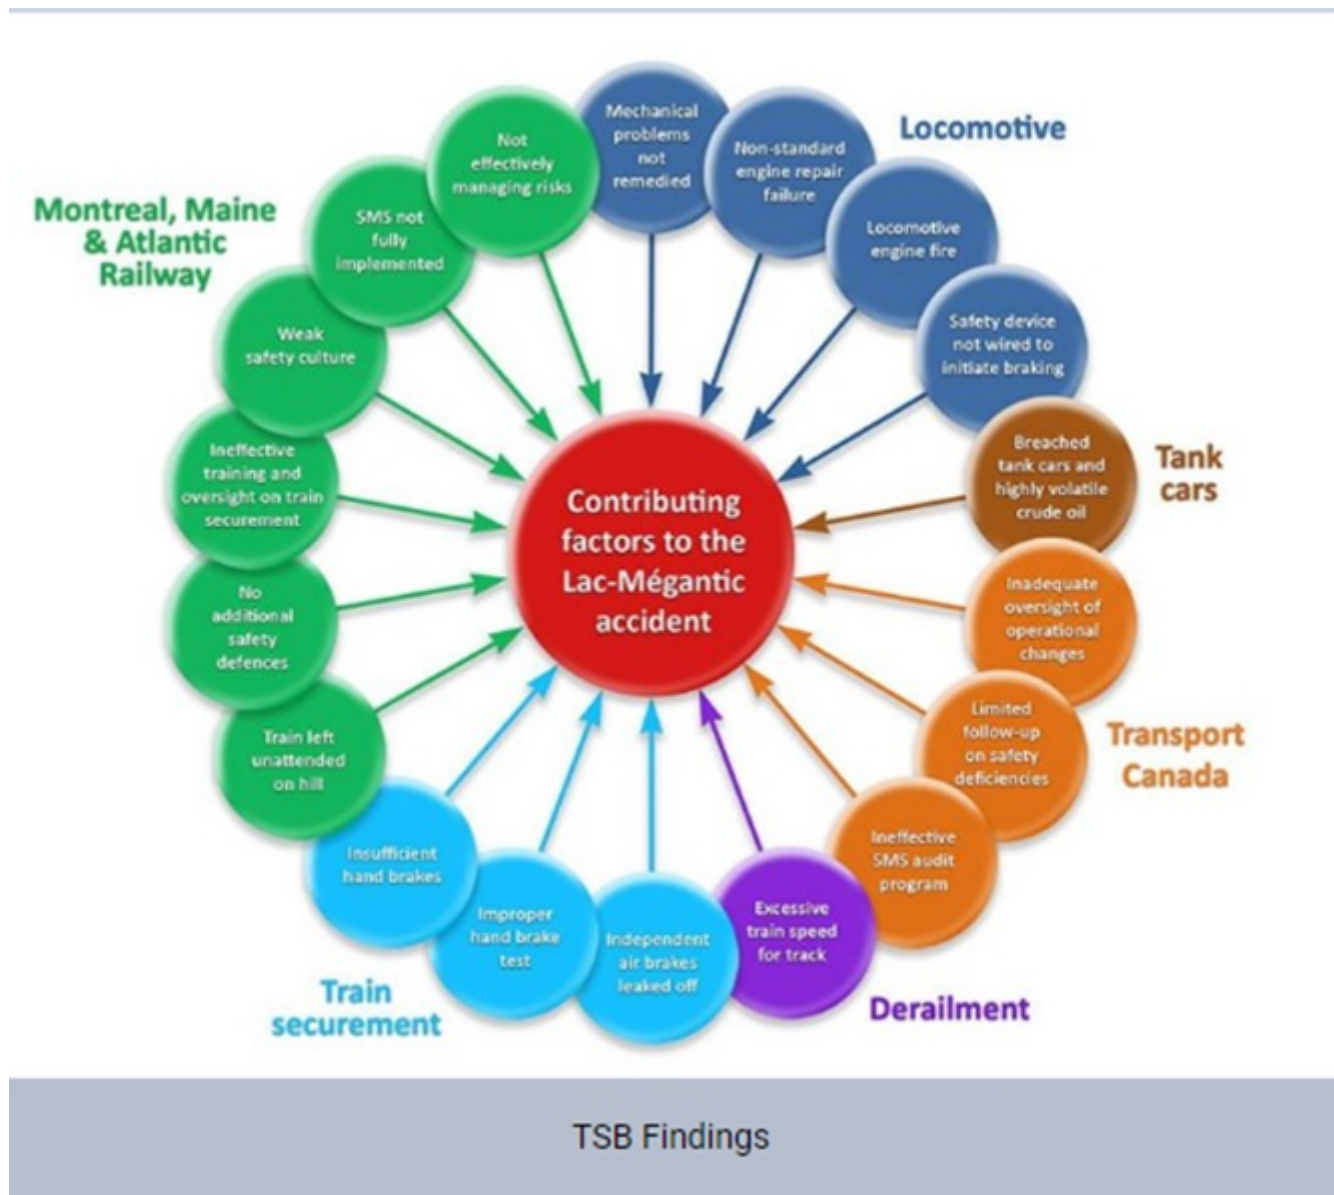 Locomotive
Mechanical
problems
not
remedied
Non-standard
engine repair
failure
Locomotive
engine fire
Safety device
not wired to
initiate braking
Tank
cars
Breached
tank cars and
highly volatile
crude oil
Transport
Canada
Inadequate
oversight of
operational
changes
Limited
follow-up
on safety
deficiencies
Ineffective
SMS audit
program
Derailment
Excessive
train speed
for track
Train
securement
Independent
air brakes
leaked off
Improper
hand brake
test
Insufficient
hand brakes
Montreal, Maine
& Atlantic
Railway
Train left
unattended
on hill
No
additional
safety
defences
Ineffective
training and
oversight on train
securement
Weak
safety culture
SMS not
fully
implemented
Not
effectively
managing risks
Contributing
factors to the
Lac-Mégantic
accident
TSB Findings